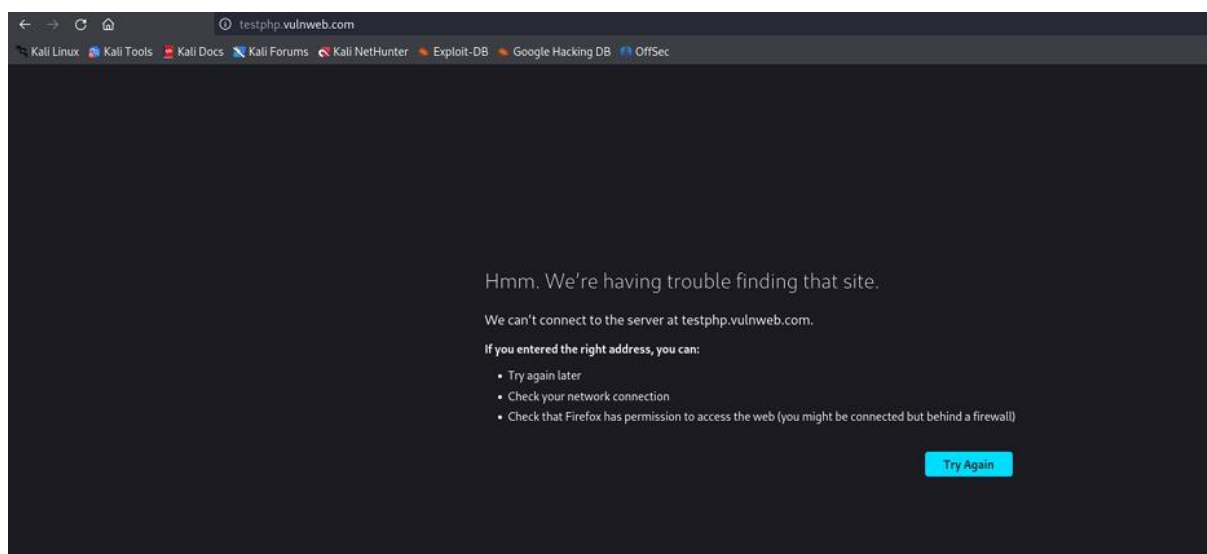 testphp.vulnweb.com
Kali Linux Kali Tools Kali Docs Kali Forums Kali NetHunter Exploit-DB Google Hacking DB OffSec
Hmm. We're having trouble finding that site.
We can't connect to the server at testphp.vulnweb.com.
If you entered the right address, you can:
• Try again later
• Check your network connection
• Check that Firefox has permission to access the web (you might be connected but behind a firewall)
Try Again